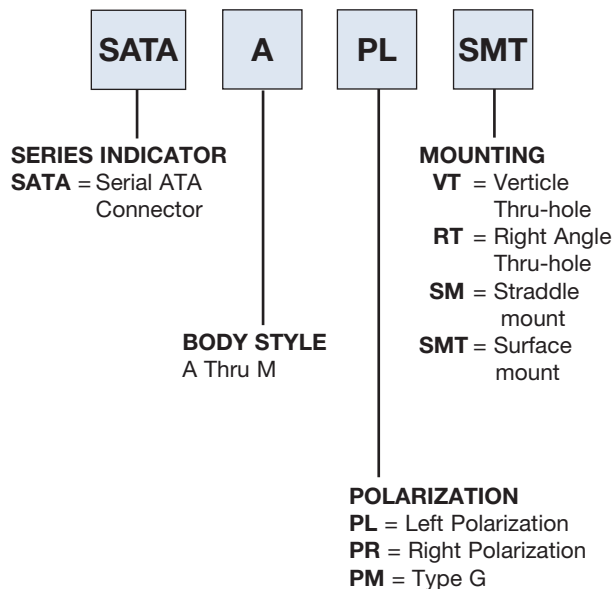 SATA A PL SMT
SERIES INDICATOR
SATA = Serial ATA
Connector
BODY STYLE
A Thru M
POLARIZATION
PL = Left Polarization
PR = Right Polarization
PM = Type G
MOUNTING
VT = Verticle
Thru-hole
RT = Right Angle
Thru-hole
SM = Straddle
mount
SMT = Surface
mount